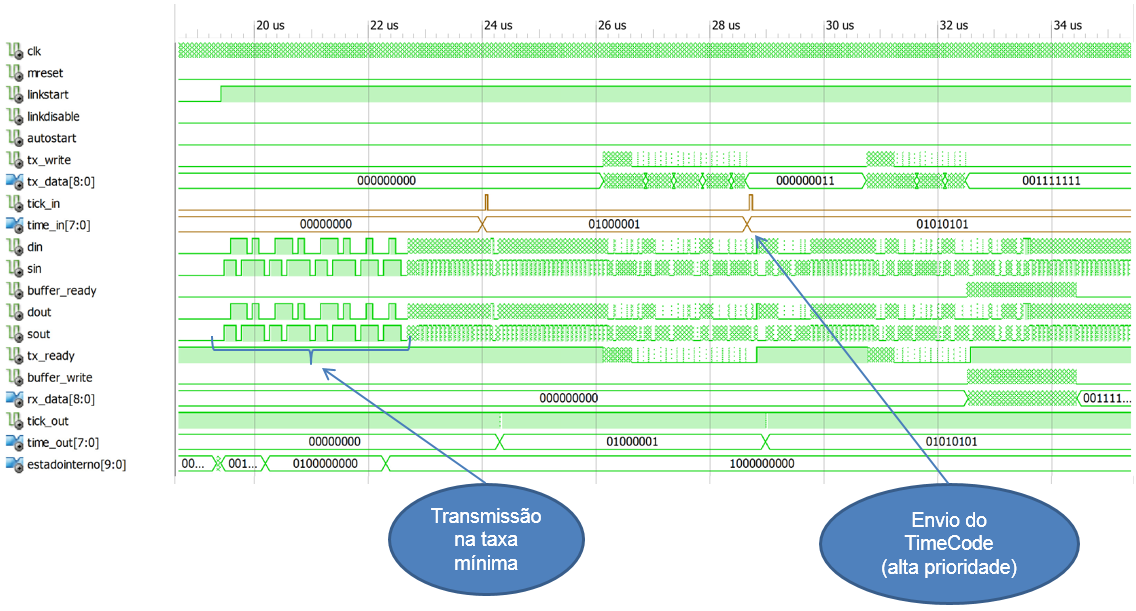 20 us 22 us 24 us 26 us 28 us 30 us 32 us 34 us
clk
mreset
linkstart
linkdisable
autostart
tx_write
tx_data[8:0] 000000000 000000011 001111111
tick_in
time_in[7:0] 00000000 01000001 01010101
din
sin
buffer_ready
dout
sout
tx_ready
buffer_write
rx_data[8:0] 000000000 001111...
tick_out
time_out[7:0] 00000000 01000001 01010101
estadointerno[9:0] 00... 001... 0100000000 1000000000
Transmissão
na taxa
mínima
Envio do
TimeCode
(alta prioridade)